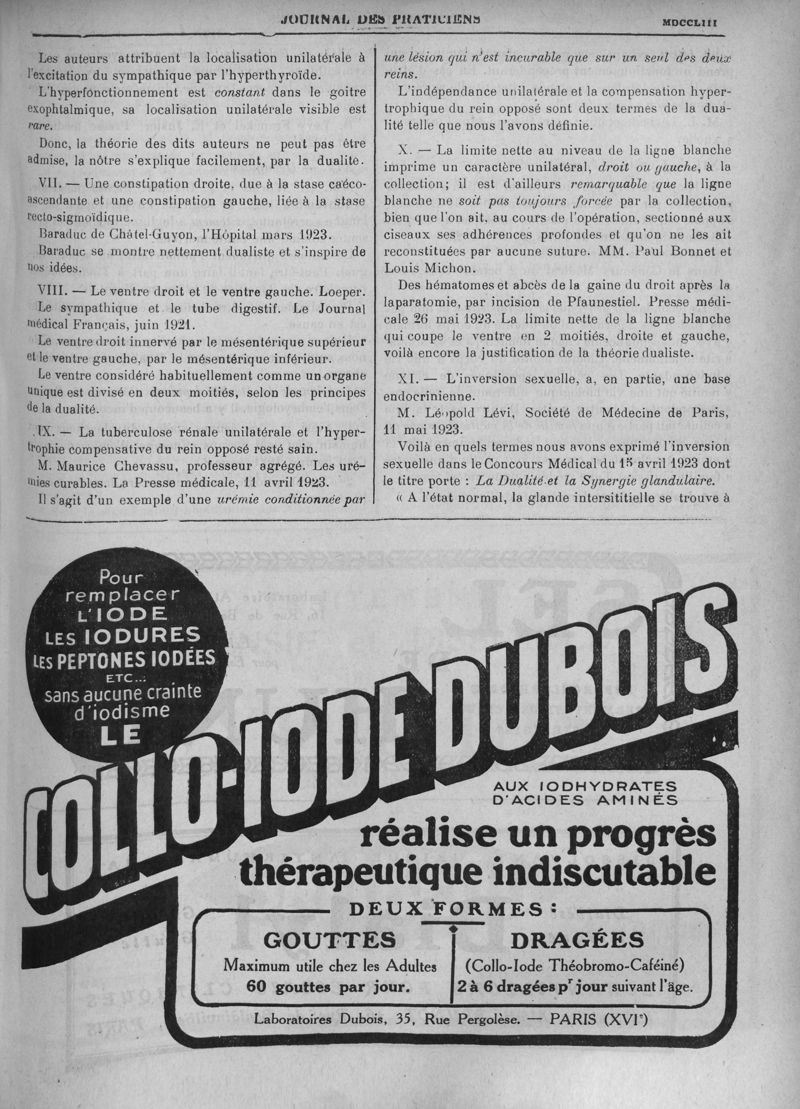 JOURNAL DES PRATICIENS
MDCCLIII
Les auteurs attribuent la localisation unilatérale à
l'excitation du sympathique par l'hyperthyroïde.
L'hyperfonctionnement est constant dans le goitre
exophtalmique, sa localisation unilatérale visible est
rare.
Donc, la théorie des dits auteurs ne peut pas être
admise, la nôtre s'explique facilement, par la dualite.
VII. — Une constipation droite, due à la stase cæco-
ascendante et une constipation gauche, liée à la stase
recto-sigmoïdique.
Baraduc de Châtel-Guyon, l'Hôpital mars 1923.
Baraduc se montre nettement dualiste et s'inspire de
nos idées.
VIII. — Le ventre droit et le ventre gauche. Loeper.
Le sympathique et le tube digestif. Le Journal
médical Français, juin 1921.
Le ventre droit innervé par le mésentérique supérieur
et le ventre gauche, par le mésentérique inférieur.
Le ventre considéré habituellement comme un organe
unique est divisé en deux moitiés, selon les principes
de la dualité.
IX. — La tuberculose rénale unilatérale et l'hyper-
trophie compensative du rein opposé resté sain.
M. Maurice Chevassu, professeur agrégé. Les uré-
mies curables. La Presse médicale, 11 avril 1923.
Il s'agit d'un exemple d'une urémie conditionnée par
une lésion qui n'est incurable que sur un seul des deux
reins.
L'indépendance unilatérale et la compensation hyper-
trophique du rein opposé sont deux termes de la dua-
lité telle que nous l'avons définie.
X. — La limite nette au niveau de la ligne blanche
imprime un caractère unilatéral, droit ou gauche, à la
collection; il est d'ailleurs remarquable que la ligne
blanche ne soit pas toujours forcée par la collection,
bien que l'on ait, au cours de l'opération, sectionné aux
ciseaux ses adhérences profondes et qu'on ne les ait
reconstituées par aucune suture. MM. Paul Bonnet et
Louis Michon.
Des hématomes et abcès de la gaine du droit après la
laparatomie, par incision de Pfaunestiel. Presse médi-
cale 26 mai 1923. La limite nette de la ligne blanche
qui coupe le ventre en 2 moitiés, droite et gauche,
voilà encore la justification de la théorie dualiste.
XI. — L'inversion sexuelle, a, en partie, une base
endocrinienne.
M. Léopold Lévi, Société de Médecine de Paris,
11 mai 1923.
Voilà en quels termes nous avons exprimé l'inversion
sexuelle dans le Concours Médical du 15 avril 1923 dont
le titre porte : La Dualité et la Synergie glandulaire.
« A l'état normal, la glande intersititielle se trouve à
Pour
remplacer
L'IODE
LES IODURES
LES PEPTONES IODÉES
ETC...
sans aucune crainte
d'iodisme
LE
COLLO-IODE DUBOIS
AUX IODHYDRATES
D'ACIDES AMINÉS
réalise un progrès
thérapeutique indiscutable
DEUX FORMES :
GOUTTES
Maximum utile chez les Adultes
60 gouttes par jour.
DRAGÉES
(Collo-Iode Théobromo-Caféiné)
2 à 6 dragées pr jour suivant l'âge.
Laboratoires Dubois, 35, Rue Pergolèse. — PARIS (XVIe)